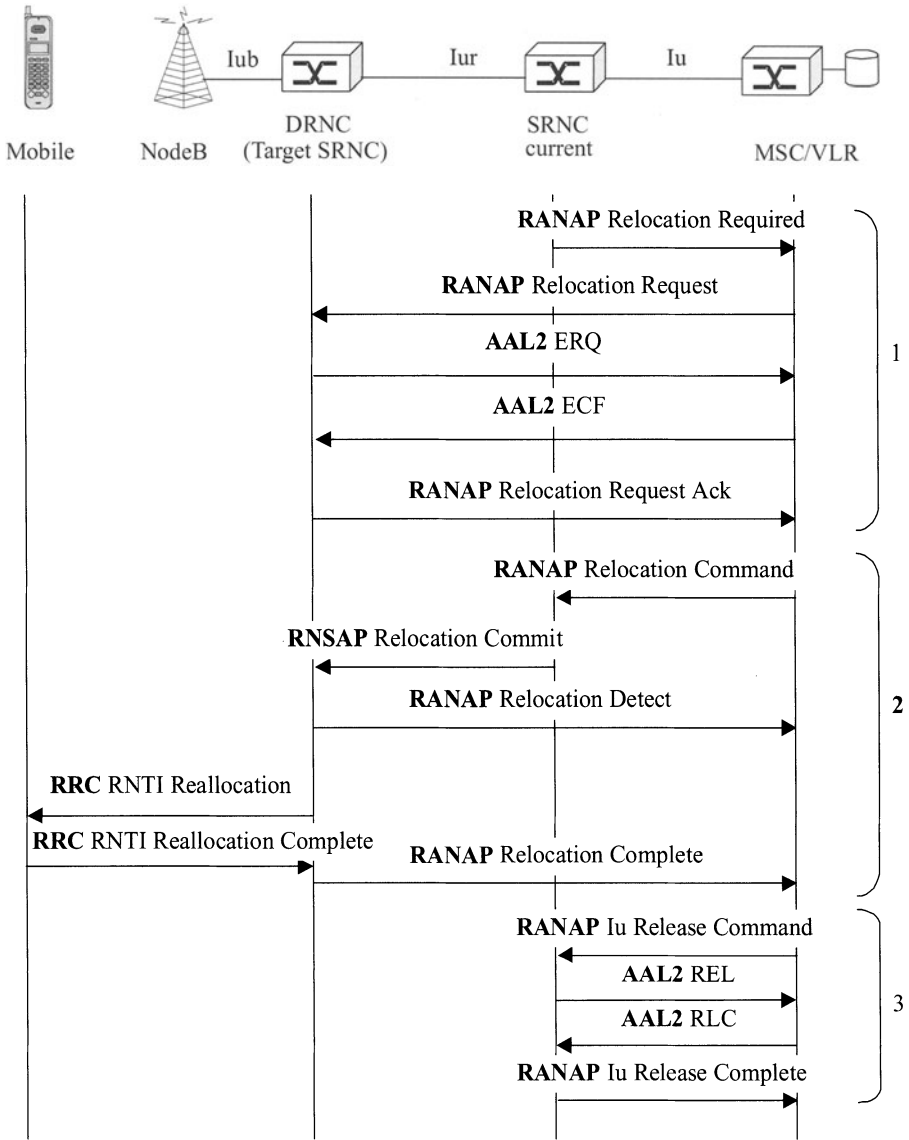 Iub
Iur
Iu
Mobile
NodeB
DRNC
(Target SRNC)
SRNC
current
MSC/VLR
RANAP Relocation Required
RANAP Relocation Request
AAL2 ERQ
AAL2 ECF
RANAP Relocation Request Ack
1
RANAP Relocation Command
RNSAP Relocation Commit
RANAP Relocation Detect
RRC RNTI Reallocation
RRC RNTI Reallocation Complete
RANAP Relocation Complete
2
RANAP Iu Release Command
AAL2 REL
AAL2 RLC
RANAP Iu Release Complete
3